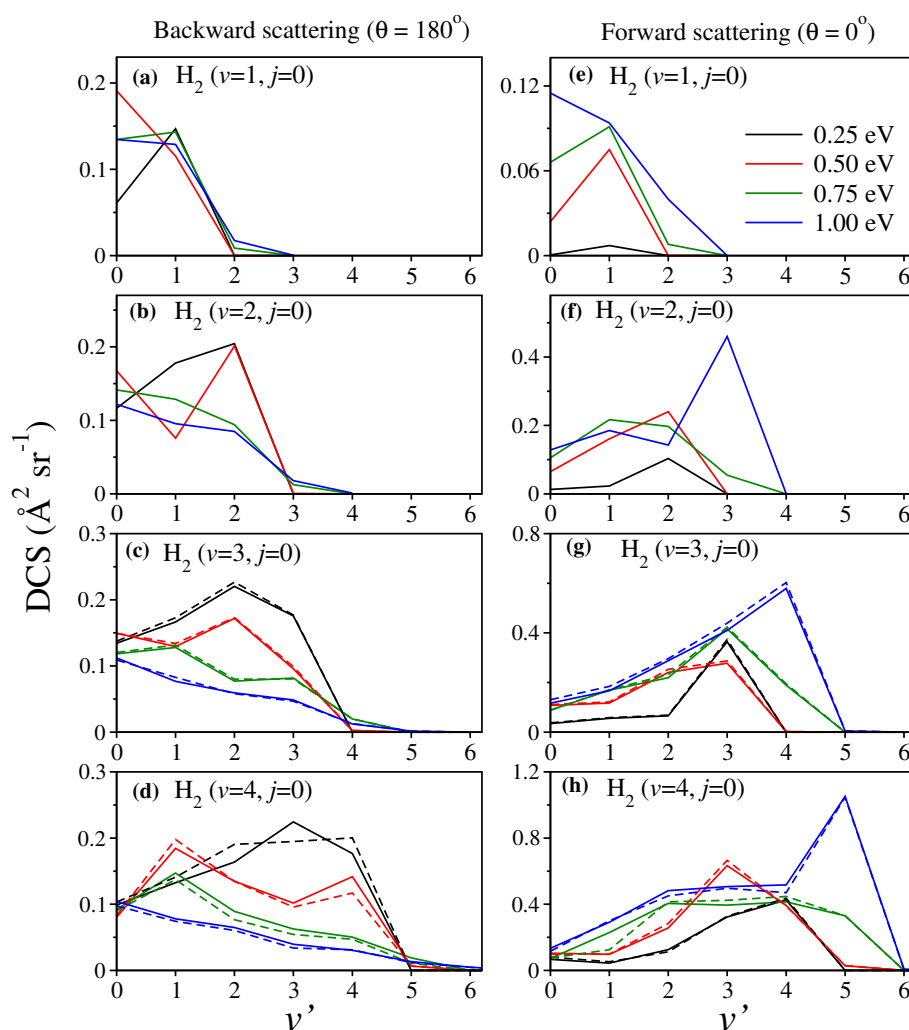 Backward scattering (θ = 180°)
Forward scattering (θ = 0°)
DCS (Å² sr⁻¹)
(a) H₂ (v=1, j=0)
0.2
0.1
0
0 1 2 3 4 5 6
(e) H₂ (v=1, j=0)
0.12
0.06
0
0.25 eV
0.50 eV
0.75 eV
1.00 eV
0 1 2 3 4 5 6
(b) H₂ (v=2, j=0)
0.2
0.1
0
0 1 2 3 4 5 6
(f) H₂ (v=2, j=0)
0.4
0.2
0
0 1 2 3 4 5 6
(c) H₂ (v=3, j=0)
0.3
0.2
0.1
0
0 1 2 3 4 5 6
(g) H₂ (v=3, j=0)
0.8
0.4
0
0 1 2 3 4 5 6
(d) H₂ (v=4, j=0)
0.3
0.2
0.1
0
0 1 2 3 4 5 6
v’
(h) H₂ (v=4, j=0)
1.2
0.8
0.4
0
0 1 2 3 4 5 6
v’